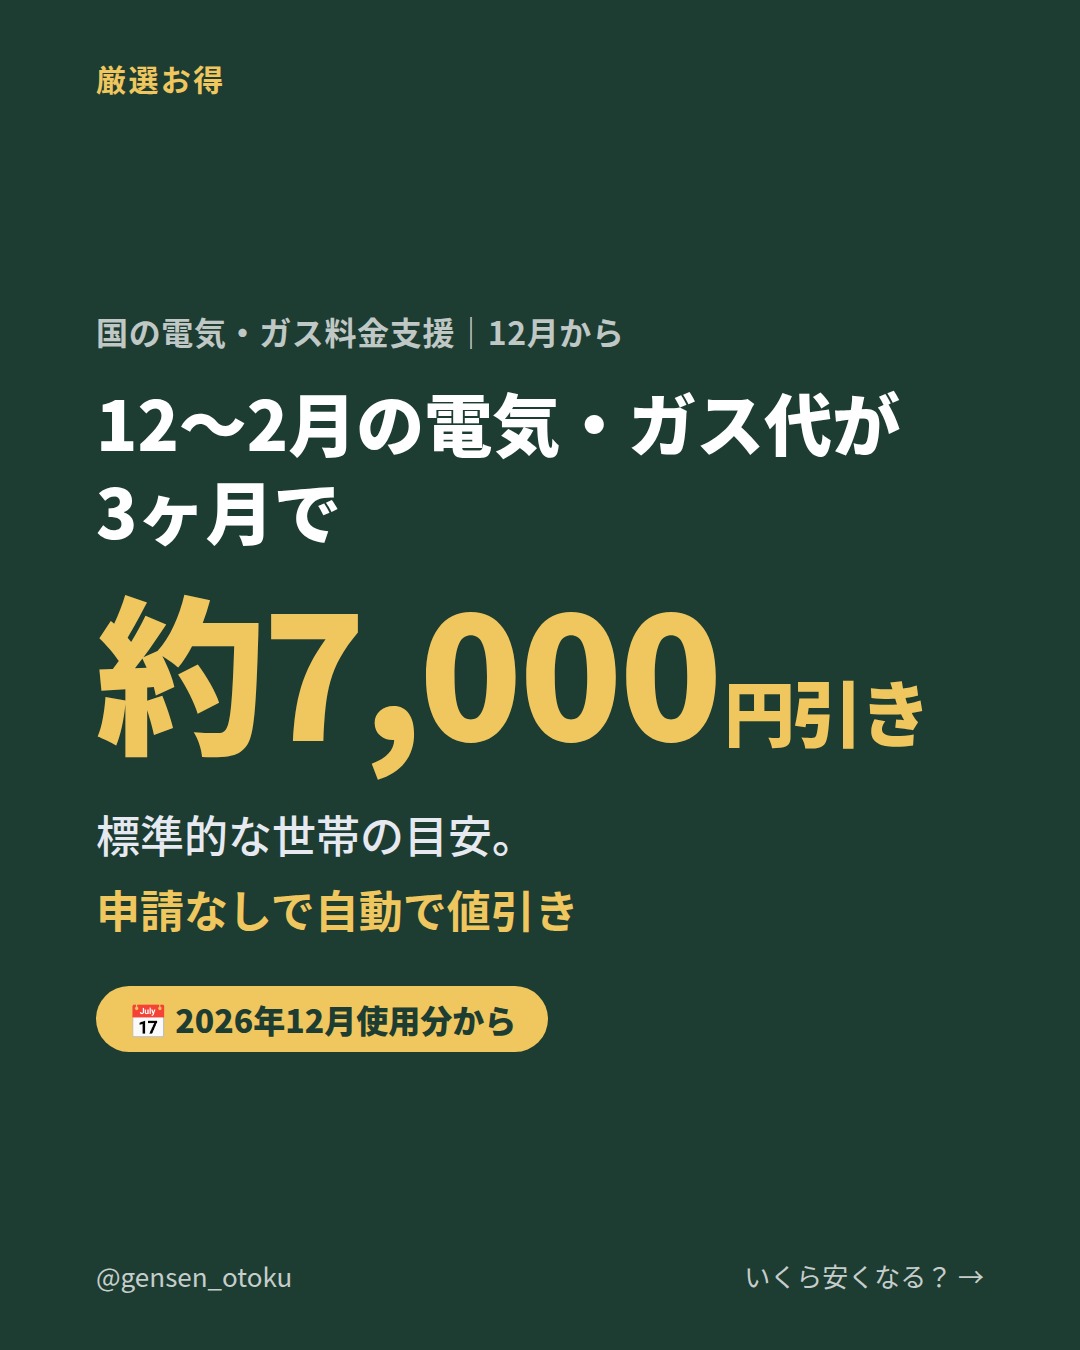 厳選お得
国の電気・ガス料金支援｜12月から
12〜2月の電気・ガス代が
3ヶ月で
約7,000円引き
標準的な世帯の目安。
申請なしで自動で値引き
📅 2026年12月使用分から
@gensen_otoku
いくら安くなる？→